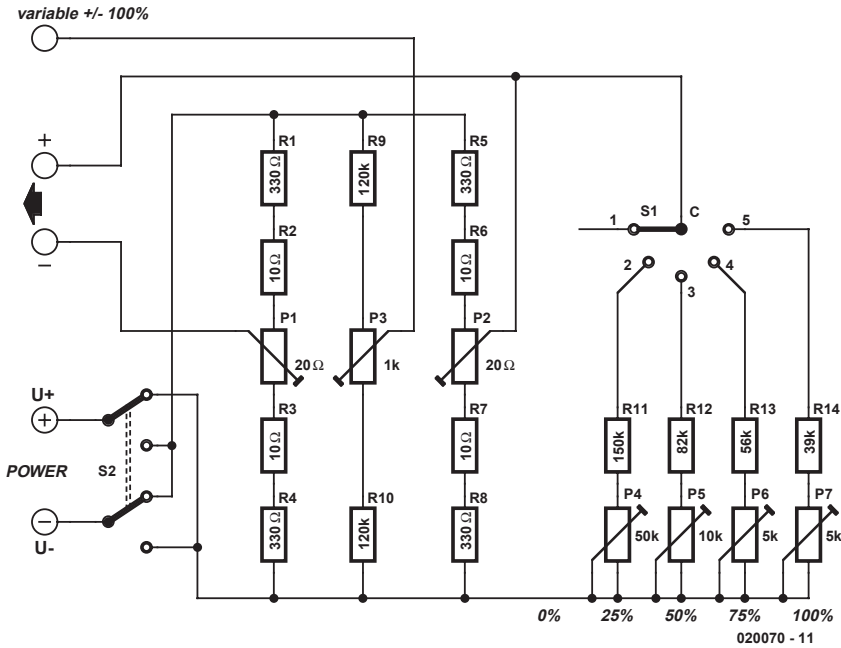 variable +/- 100%
+
−
R1
330 Ω
R9
120k
R5
330 Ω
R2
10 Ω
R6
10 Ω
P1
20 Ω
P3
1k
P2
20 Ω
R3
10 Ω
R7
10 Ω
R4
330 Ω
R10
120k
R8
330 Ω
1
S1
C
5
2
3
4
R11
150k
R12
82k
R13
56k
R14
39k
P4
50k
P5
10k
P6
5k
P7
5k
U+
+
POWER
S2
−
U-
0% 25% 50% 75% 100%
020070 - 11